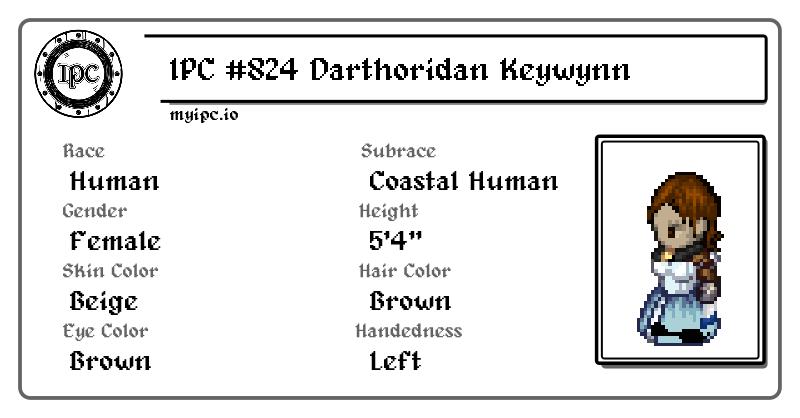 IPC
IPC #824 Darthoridan Keywynn
myipc.io
Race
Human
Subrace
Coastal Human
Gender
Female
Height
5'4"
Skin Color
Beige
Hair Color
Brown
Eye Color
Brown
Handedness
Left